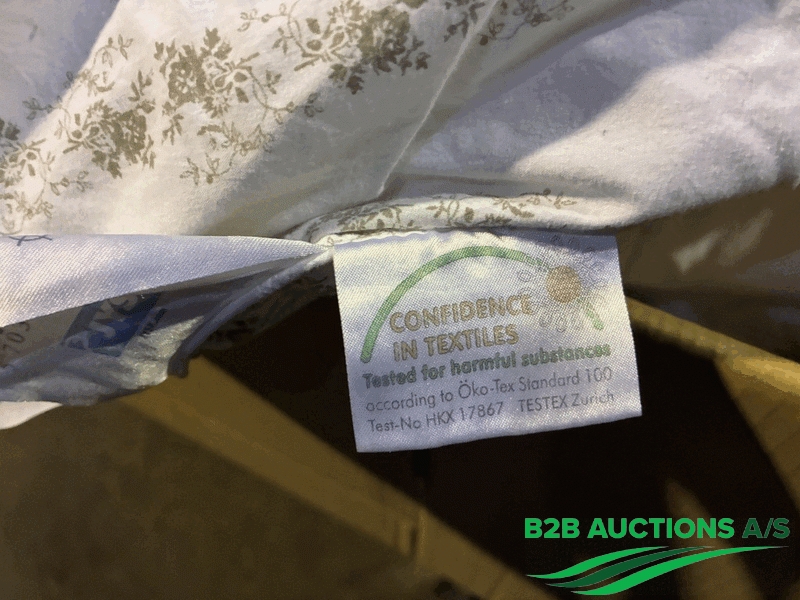 CONFIDENCE
IN TEXTILES
Tested for harmful substances
according to Öko-Tex Standard 100
Test-No HKX 17867 TESTEX Zurich
B2B AUCTIONS A/S